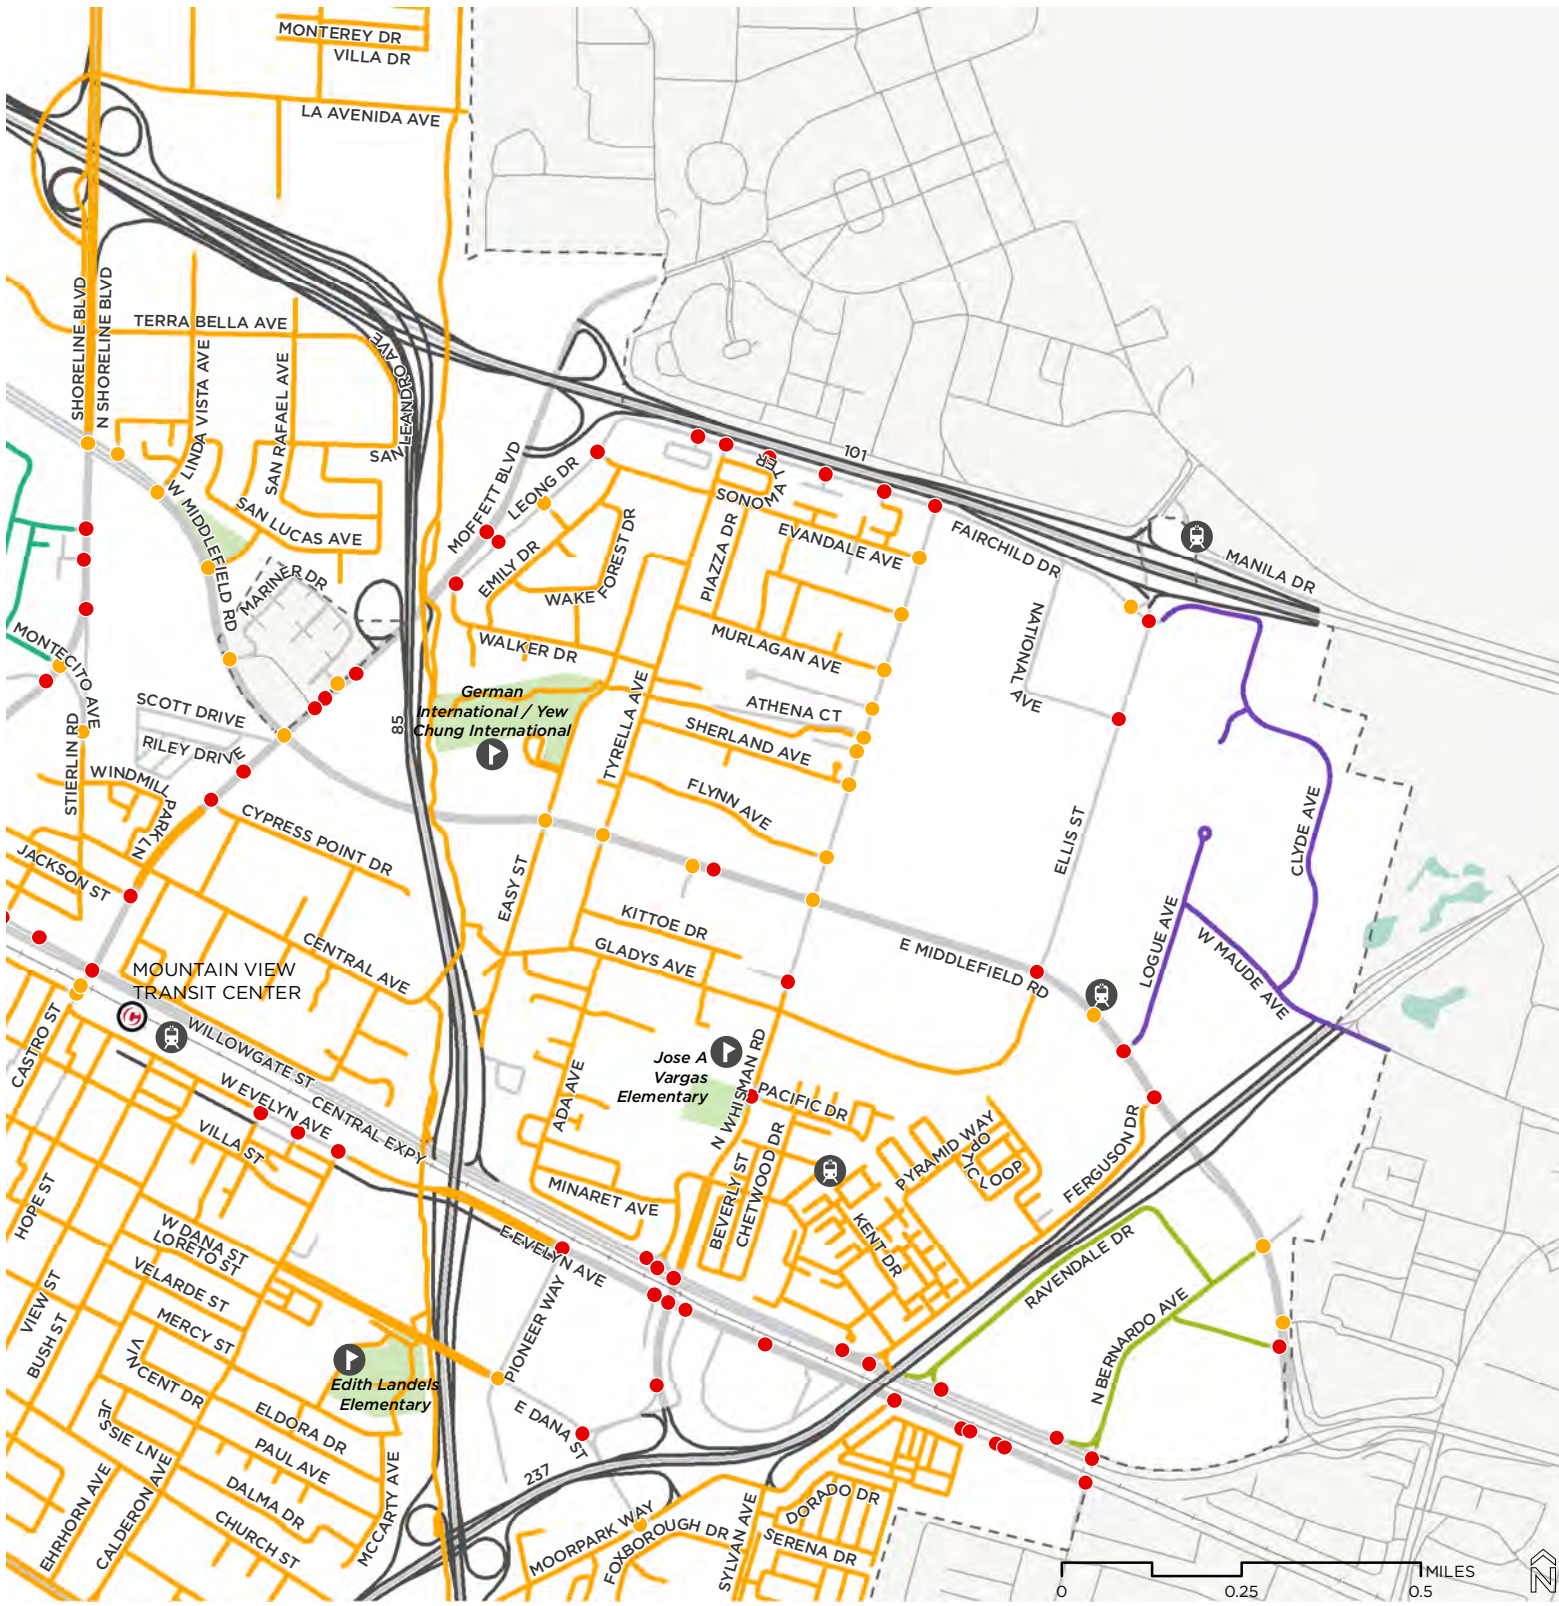 MONTEREY DR
VILLA DR
LA AVENIDA AVE
SHORELINE BLVD
N SHORELINE BLVD
TERRA BELLA AVE
LINDA VISTA AVE
SAN RAFAEL AVE
SAN LEANDRO AVE
W MIDDLEFIELD RD
SAN LUCAS AVE
MARINER DR
MOFFETT BLVD
LEONG DR
EMILY DR
WAKE FOREST DR
WALKER DR
PIAZZA DR
SONOMA TER
EVANDALE AVE
101
FAIRCHILD DR
MANILA DR
NATIONAL AVE
MURLAGAN AVE
ATHENA CT
SHERLAND AVE
FLYNN AVE
TYRELLA AVE
German
International / Yew
Chung International
85
MONTECITO AVE
STIERLIN RD
SCOTT DRIVE
RILEY DRIVE
WINDMILL PARK LN
JACKSON ST
CYPRESS POINT DR
EASY ST
KITTOE DR
GLADYS AVE
E MIDDLEFIELD RD
ELLIS ST
LOGUE AVE
CLYDE AVE
W MAUDE AVE
CENTRAL AVE
MOUNTAIN VIEW
TRANSIT CENTER
CASTRO ST
WILLOWGATE ST
CENTRAL EXPY
W EVELYN AVE
VILLA ST
ADA AVE
Jose A
Vargas
Elementary
N WHISMAN RD
PACIFIC DR
CHETWOOD DR
BEVERLY ST
MINARET AVE
PYRAMID WAY
OPTIC LOOP
KENT DR
FERGUSON DR
RAVENDALE DR
N BERNARDO AVE
HOPE ST
W DANA ST
LORETO ST
VELARDE ST
MERCY ST
VIEW ST
BUSH ST
VINCENT DR
E EVELYN AVE
PIONEER WAY
Edith Landels
Elementary
E DANA ST
237
JESSIE LN
ELDORA DR
PAUL AVE
DALMA DR
CHURCH ST
EHRHORN AVE
CALDERON AVE
MCCARTY AVE
MOORPARK WAY
FOXBOROUGH DR
SYLVAN AVE
DORADO DR
SERENA DR
MILES
0
0.25
0.5
N